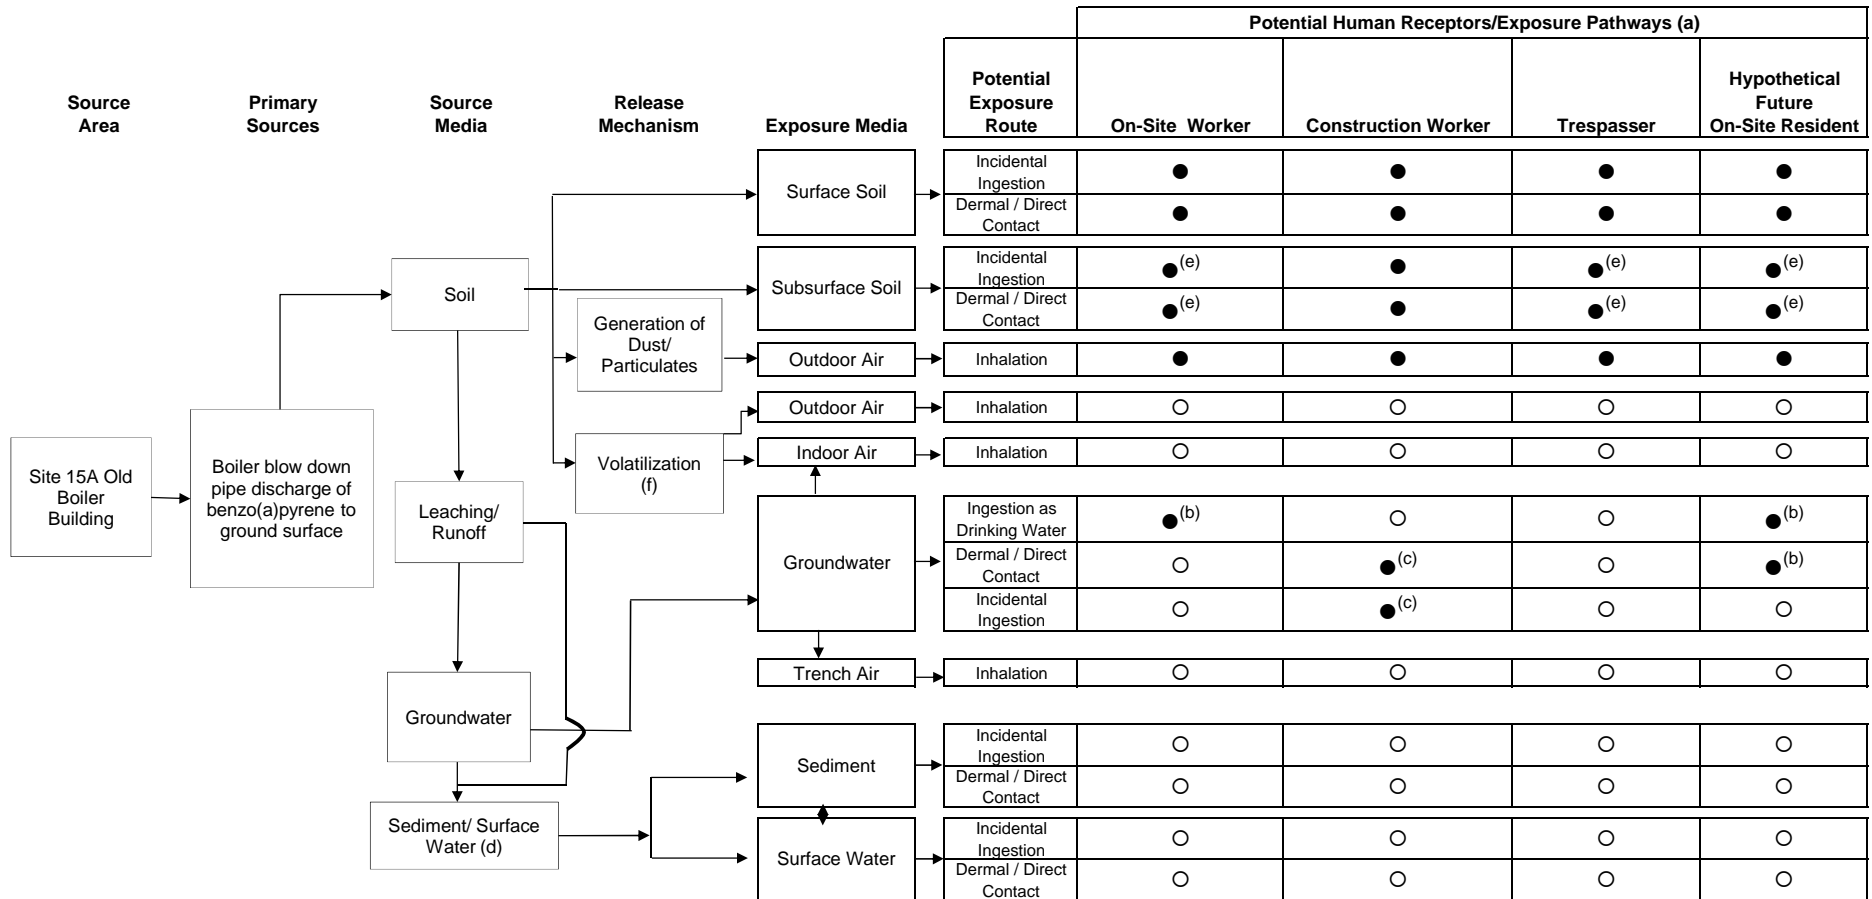 Potential Human Receptors/Exposure Pathways (a)
Source
Area
Primary
Sources
Source
Media
Release
Mechanism
Exposure Media
Potential
Exposure
Route
On-Site Worker
Construction Worker
Trespasser
Hypothetical
Future
On-Site Resident
Surface Soil
Incidental
Ingestion
● ● ● ●
Dermal / Direct
Contact
● ● ● ●
Soil
Subsurface Soil
Incidental
Ingestion
●(e) ● ●(e) ●(e)
Dermal / Direct
Contact
●(e) ● ●(e) ●(e)
Generation of
Dust/
Particulates
Outdoor Air
Inhalation
● ● ● ●
Outdoor Air
Inhalation
○ ○ ○ ○
Volatilization
(f)
Indoor Air
Inhalation
○ ○ ○ ○
Site 15A Old
Boiler
Building
Boiler blow down
pipe discharge of
benzo(a)pyrene to
ground surface
Leaching/
Runoff
Groundwater
Ingestion as
Drinking Water
●(b) ○ ○ ●(b)
Dermal / Direct
Contact
○ ●(c) ○ ●(b)
Incidental
Ingestion
○ ●(c) ○ ○
Trench Air
Inhalation
○ ○ ○ ○
Groundwater
Sediment
Incidental
Ingestion
○ ○ ○ ○
Dermal / Direct
Contact
○ ○ ○ ○
Sediment/ Surface
Water (d)
Surface Water
Incidental
Ingestion
○ ○ ○ ○
Dermal / Direct
Contact
○ ○ ○ ○